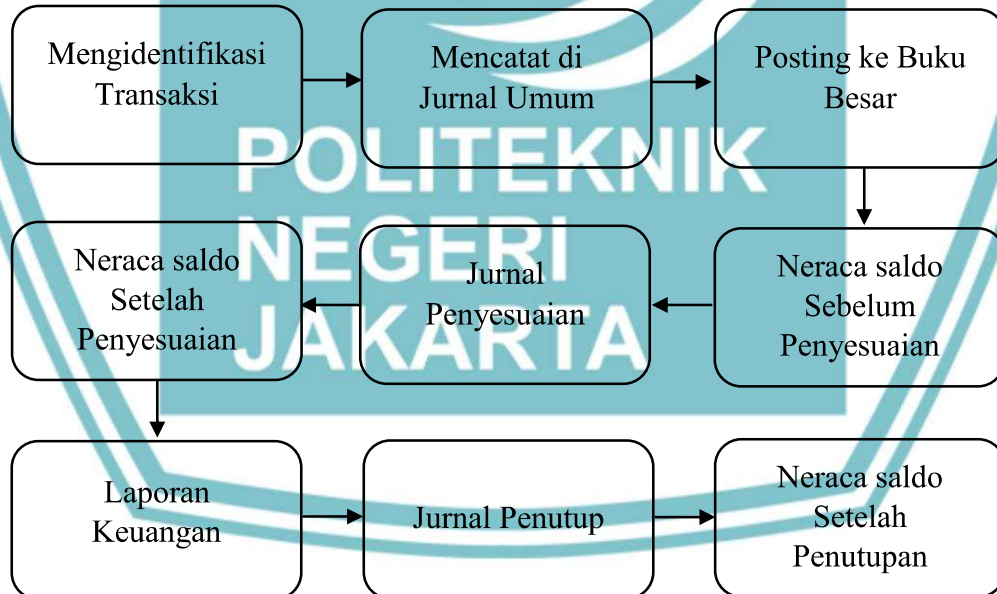 Mengidentifikasi
Transaksi
Mencatat di
Jurnal Umum
Posting ke Buku
Besar
POLITEKNIK
NEGERI
JAKARTA
Neraca saldo
Sebelum
Penyesuaian
Jurnal
Penyesuaian
Neraca saldo
Setelah
Penyesuaian
Laporan
Keuangan
Jurnal Penutup
Neraca saldo
Setelah
Penutupan